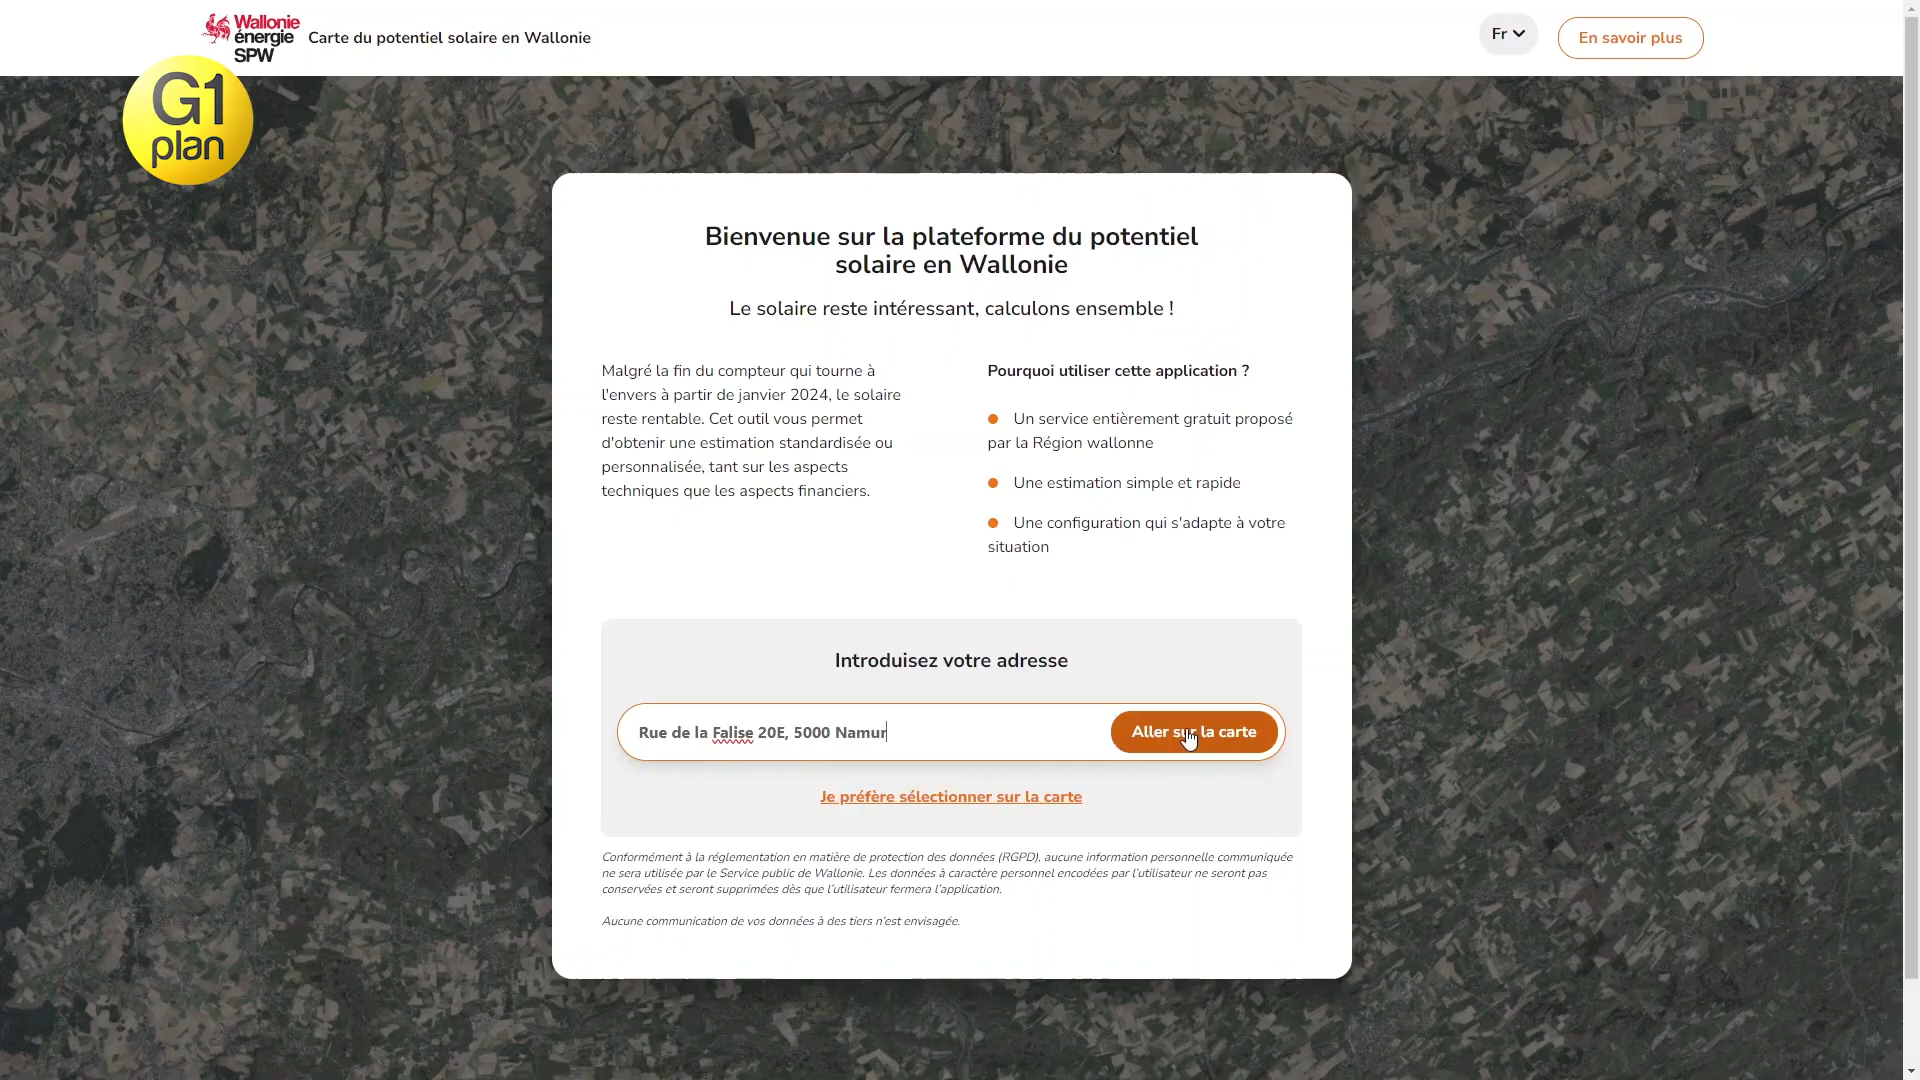 Wallonie
énergie
SPW
Carte du potentiel solaire en Wallonie
Fr
En savoir plus
G1
plan
Bienvenue sur la plateforme du potentiel
solaire en Wallonie
Le solaire reste intéressant, calculons ensemble !
Malgré la fin du compteur qui tourne à
l'envers à partir de janvier 2024, le solaire
reste rentable. Cet outil vous permet
d'obtenir une estimation standardisée ou
personnalisée, tant sur les aspects
techniques que les aspects financiers.
Pourquoi utiliser cette application ?
Un service entièrement gratuit proposé
par la Région wallonne
Une estimation simple et rapide
Une configuration qui s'adapte à votre
situation
Introduisez votre adresse
Rue de la Falise 20E, 5000 Namur
Aller sur la carte
Je préfère sélectionner sur la carte
Conformément à la réglementation en matière de protection des données (RGPD), aucune information personnelle communiquée
ne sera utilisée par le Service public de Wallonie. Les données à caractère personnel encodées par l'utilisateur ne seront pas
conservées et seront supprimées dès que l'utilisateur fermera l'application.
Aucune communication de vos données à des tiers n'est envisagée.